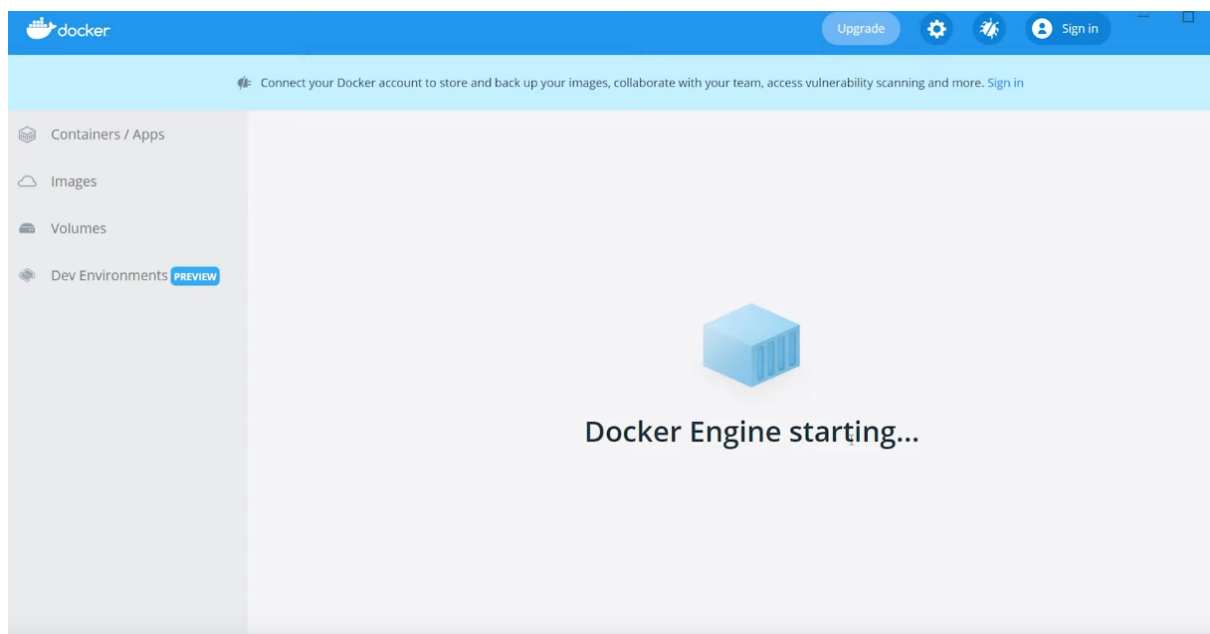 docker
Upgrade
Sign in
Connect your Docker account to store and back up your images, collaborate with your team, access vulnerability scanning and more. Sign in
Containers / Apps
Images
Volumes
Dev Environments PREVIEW
Docker Engine starting...